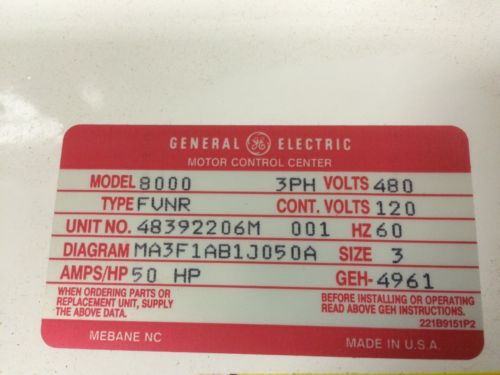 GENERAL GE ELECTRIC
MOTOR CONTROL CENTER
MODEL 8000 3PH VOLTS 480
TYPE FVNR CONT. VOLTS 120
UNIT NO. 48392206M 001 HZ 60
DIAGRAM MA3F1AB1J050A SIZE 3
AMPS/HP 50 HP GEH-4961
WHEN ORDERING PARTS OR
REPLACEMENT UNIT, SUPPLY
THE ABOVE DATA.
BEFORE INSTALLING OR OPERATING
READ ABOVE GEH INSTRUCTIONS.
221B9151P2
MEBANE NC MADE IN U.S.A.